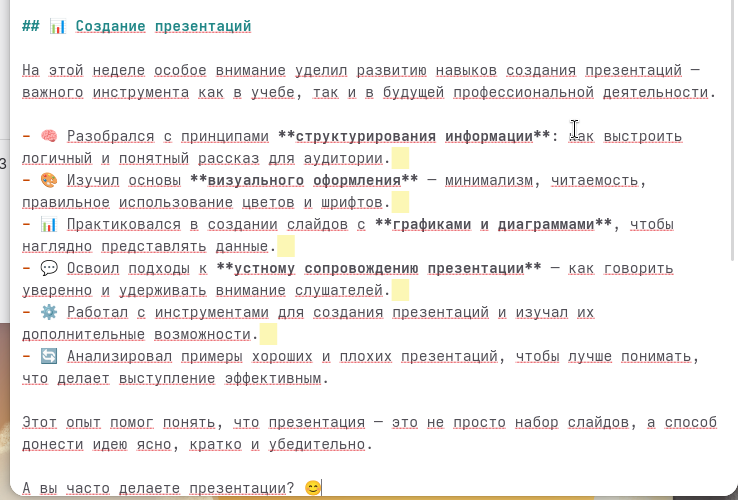 ## 📊 Создание презентаций
На этой неделе особое внимание уделил развитию навыков создания презентаций —
важного инструмента как в учебе, так и в будущей профессиональной деятельности.
- 🧠 Разобрался с принципами **структурирования информации**: как выстроить
логичный и понятный рассказ для аудитории.
- 🎨 Изучил основы **визуального оформления** — минимализм, читаемость,
правильное использование цветов и шрифтов.
- 📊 Практиковался в создании слайдов с **графиками и диаграммами**, чтобы
наглядно представлять данные.
- 💬 Освоил подходы к **устному сопровождению презентации** — как говорить
уверенно и удерживать внимание слушателей.
- ⚙️ Работал с инструментами для создания презентаций и изучал их
дополнительные возможности.
- 🔄 Анализировал примеры хороших и плохих презентаций, чтобы лучше понимать,
что делает выступление эффективным.
Этот опыт помог понять, что презентация — это не просто набор слайдов, а способ
донести идею ясно, кратко и убедительно.
А вы часто делаете презентации? 😊
3